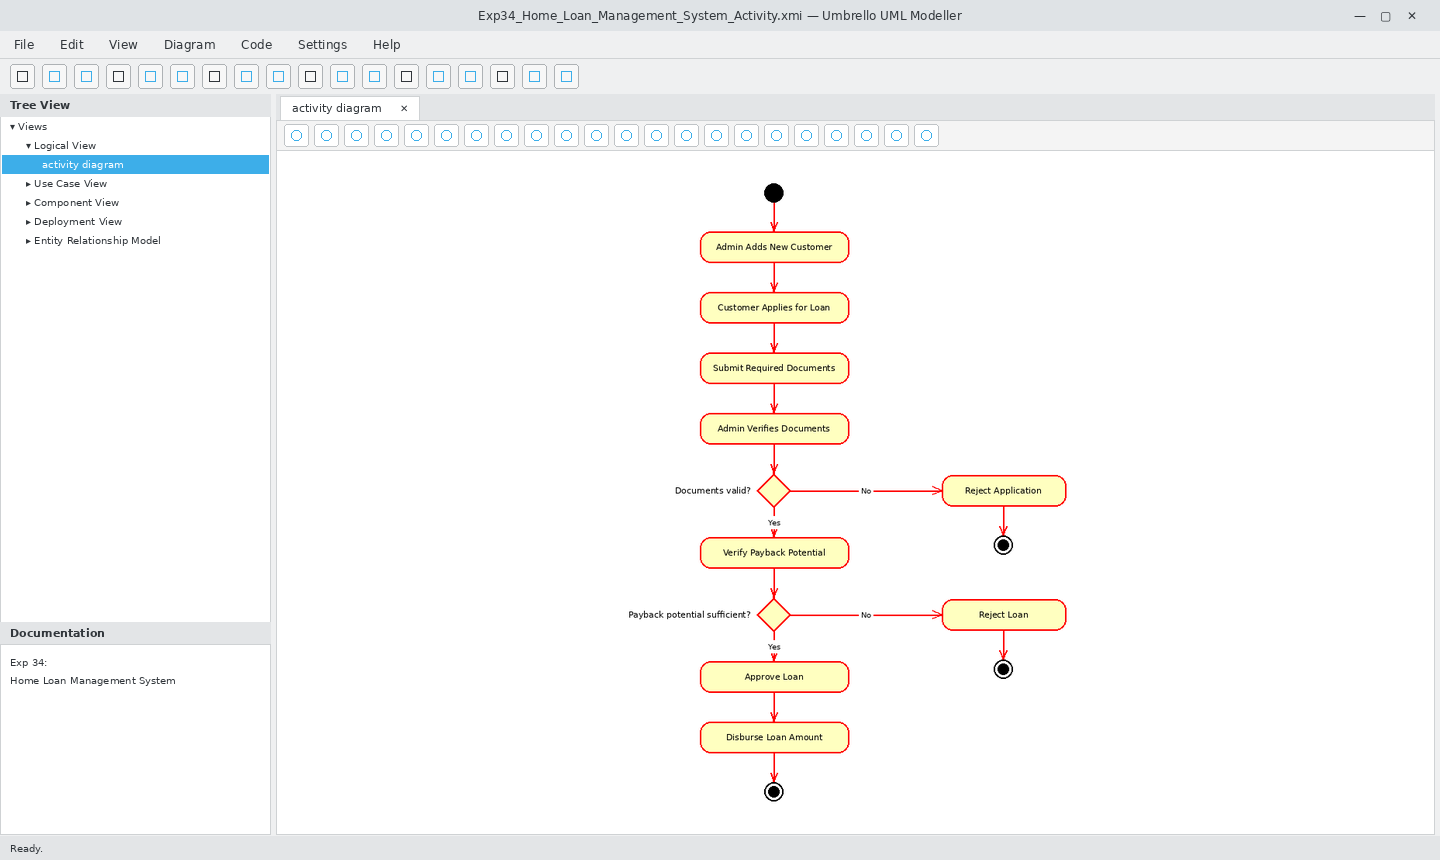 Exp34_Home_Loan_Management_System_Activity.xmi — Umbrello UML Modeller
File Edit View Diagram Code Settings Help
Tree View
Views
Logical View
activity diagram
Use Case View
Component View
Deployment View
Entity Relationship Model
Documentation
Exp 34:
Home Loan Management System
activity diagram
Admin Adds New Customer
Customer Applies for Loan
Submit Required Documents
Admin Verifies Documents
Documents valid?
No
Reject Application
Yes
Verify Payback Potential
Payback potential sufficient?
No
Reject Loan
Yes
Approve Loan
Disburse Loan Amount
Ready.